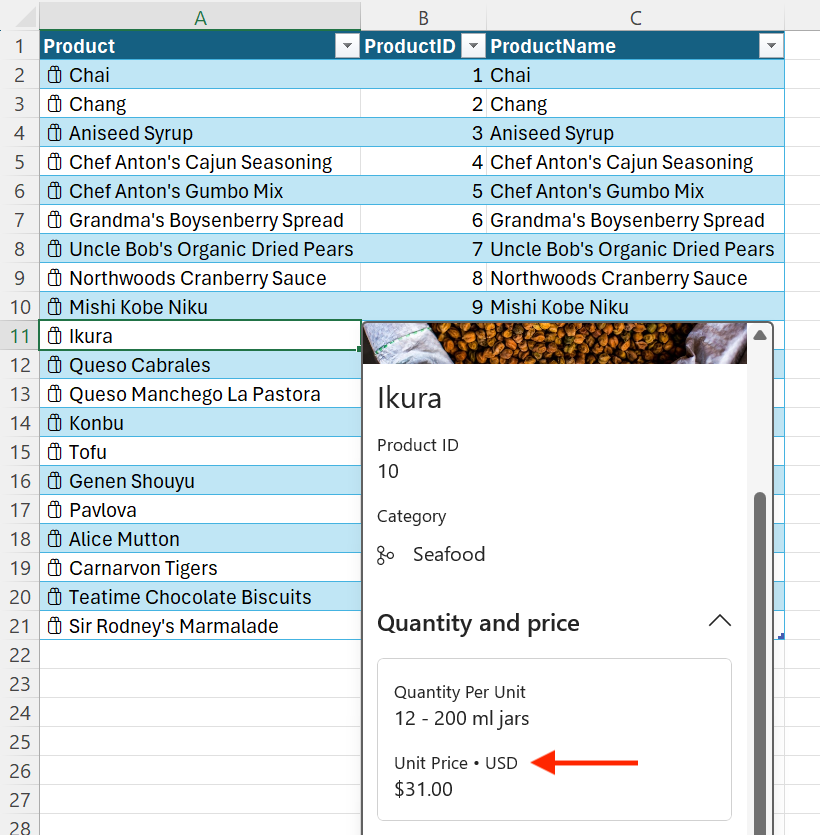 A B C
1 Product ProductID ProductName
2 Chai 1 Chai
3 Chang 2 Chang
4 Aniseed Syrup 3 Aniseed Syrup
5 Chef Anton's Cajun Seasoning 4 Chef Anton's Cajun Seasoning
6 Chef Anton's Gumbo Mix 5 Chef Anton's Gumbo Mix
7 Grandma's Boysenberry Spread 6 Grandma's Boysenberry Spread
8 Uncle Bob's Organic Dried Pears 7 Uncle Bob's Organic Dried Pears
9 Northwoods Cranberry Sauce 8 Northwoods Cranberry Sauce
10 Mishi Kobe Niku 9 Mishi Kobe Niku
11 Ikura
12 Queso Cabrales
13 Queso Manchego La Pastora
14 Konbu
15 Tofu
16 Genen Shouyu
17 Pavlova
18 Alice Mutton
19 Carnarvon Tigers
20 Teatime Chocolate Biscuits
21 Sir Rodney's Marmalade
22
23
24
25
26
27
28
Ikura
Product ID
10
Category
Seafood
Quantity and price
Quantity Per Unit
12 - 200 ml jars
Unit Price • USD
$31.00